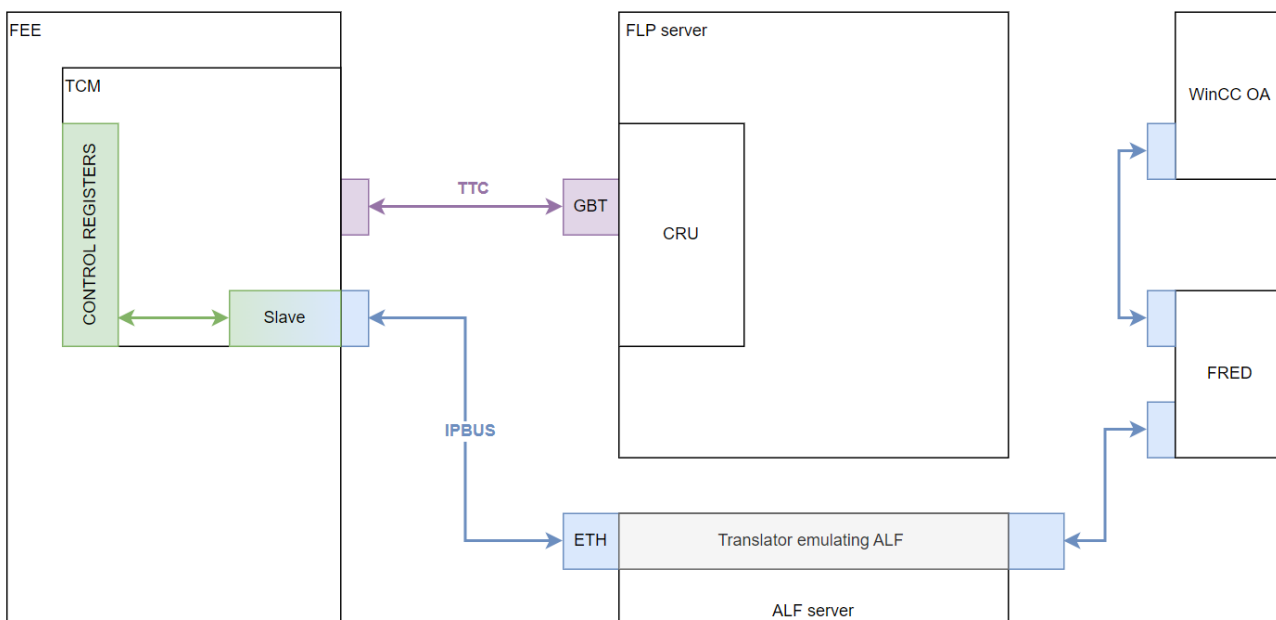 FEE
FLP server
TCM
WinCC OA
CONTROL REGISTERS
TTC
GBT
CRU
Slave
FRED
IPBUS
ETH
Translator emulating ALF
ALF server